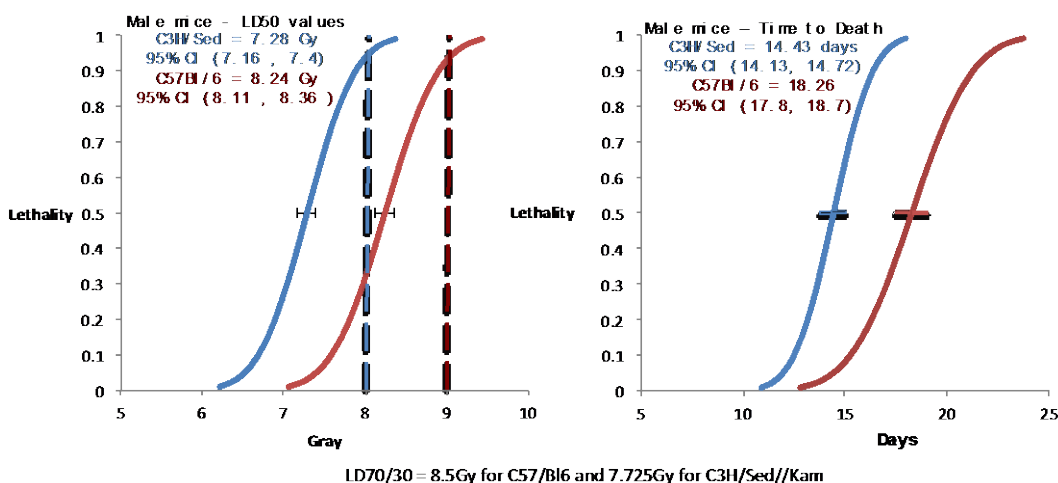 Male mice - LD50 values
C3H/Sed = 7.28 Gy
95% CI (7.16 , 7.4)
C57Bl/6 = 8.24 Gy
95% CI (8.11 , 8.36 )
1
0.9
0.8
0.7
0.6
0.5
0.4
0.3
0.2
0.1
0
Lethality
5 6 7 8 9 10
Gray
Male mice – Time to Death
C3H/Sed = 14.43 days
95% CI (14.13, 14.72)
C57Bl/6 = 18.26
95% CI (17.8, 18.7)
1
0.9
0.8
0.7
0.6
0.5
0.4
0.3
0.2
0.1
0
Lethality
5 10 15 20 25
Days
LD70/30 = 8.5Gy for C57/Bl6 and 7.725Gy for C3H/Sed//Kam